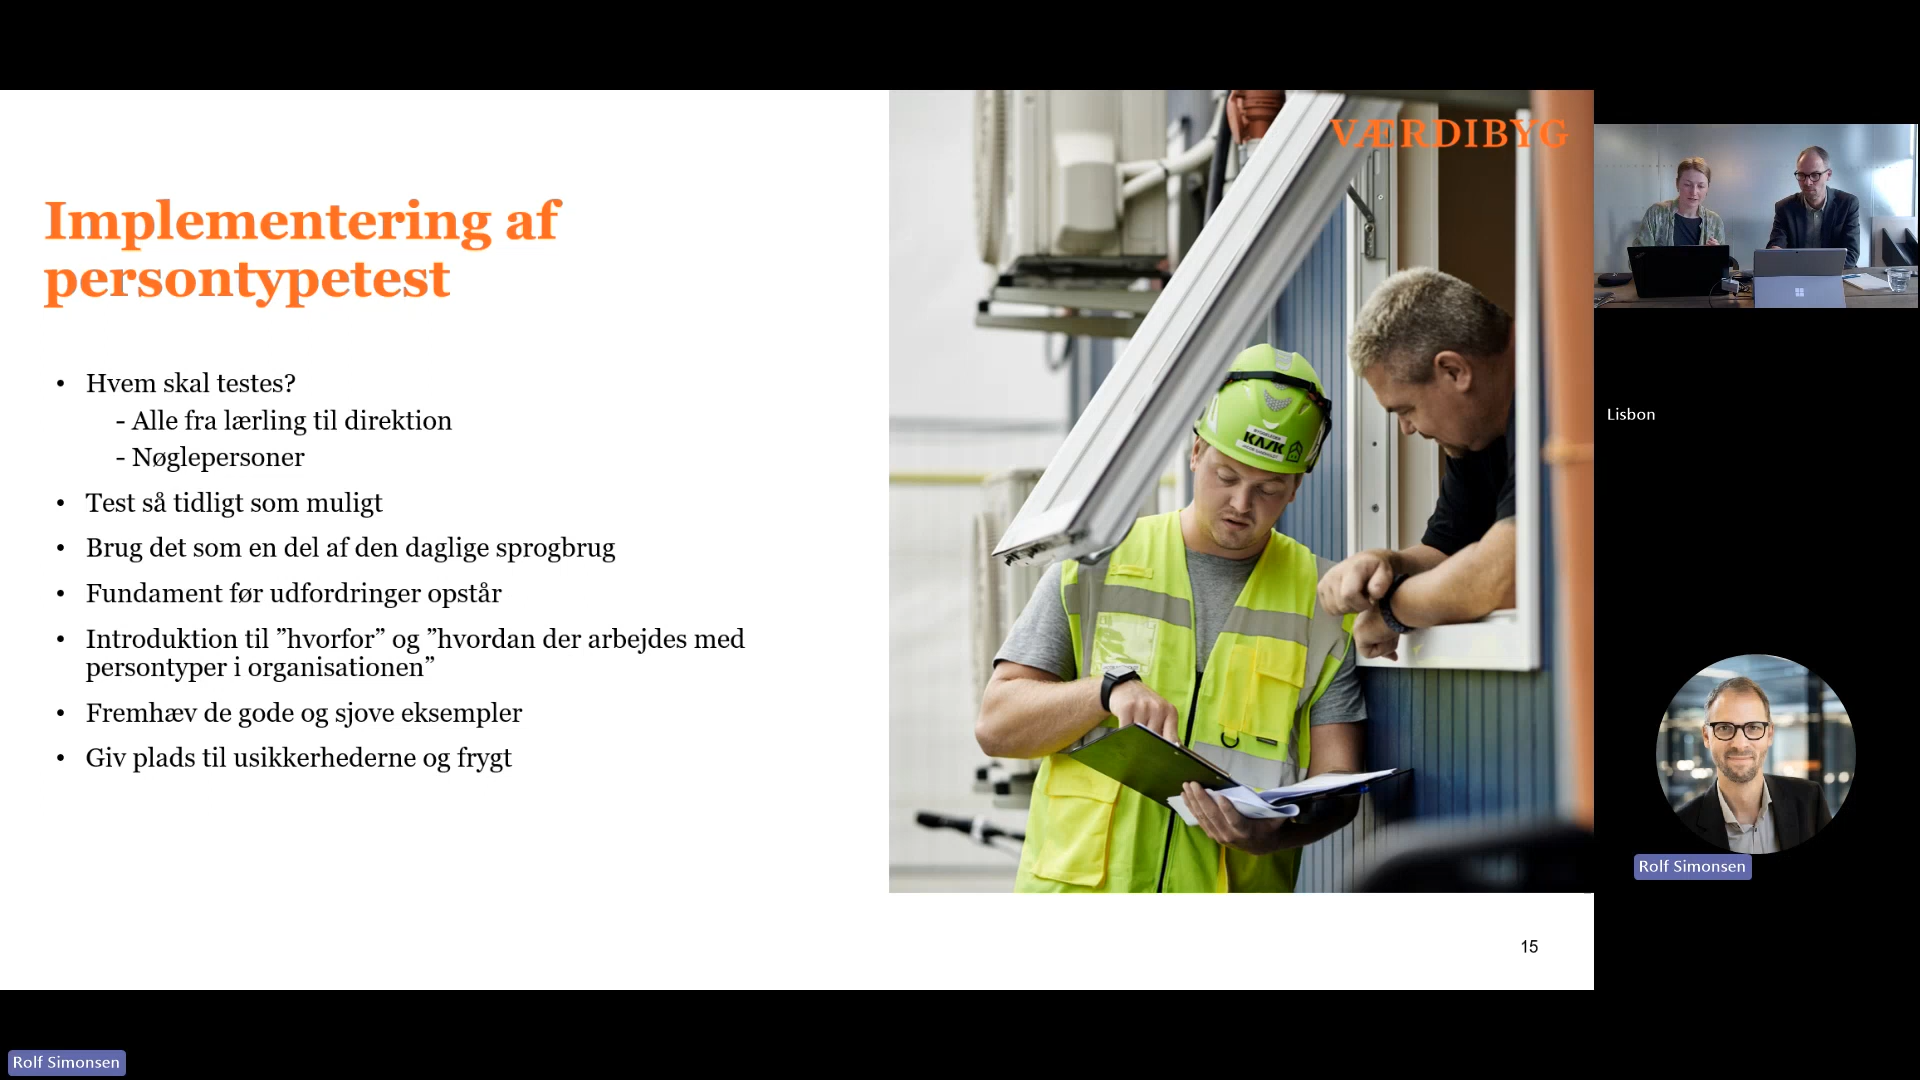 VÆRDIBYG
Implementering af
persontypetest
• Hvem skal testes?
- Alle fra lærling til direktion
- Nøglepersoner
• Test så tidligt som muligt
• Brug det som en del af den daglige sprogbrug
• Fundament før udfordringer opstår
• Introduktion til ”hvorfor” og ”hvordan der arbejdes med
persontyper i organisationen”
• Fremhæv de gode og sjove eksempler
• Giv plads til usikkerhederne og frygt
15
Lisbon
Rolf Simonsen
Rolf Simonsen